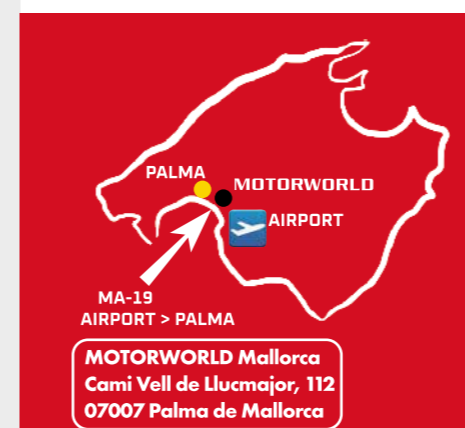 PALMA
MOTORWORLD
AIRPORT
MA-19
AIRPORT > PALMA
MOTORWORLD Mallorca
Cami Vell de Llucmajor, 112
07007 Palma de Mallorca